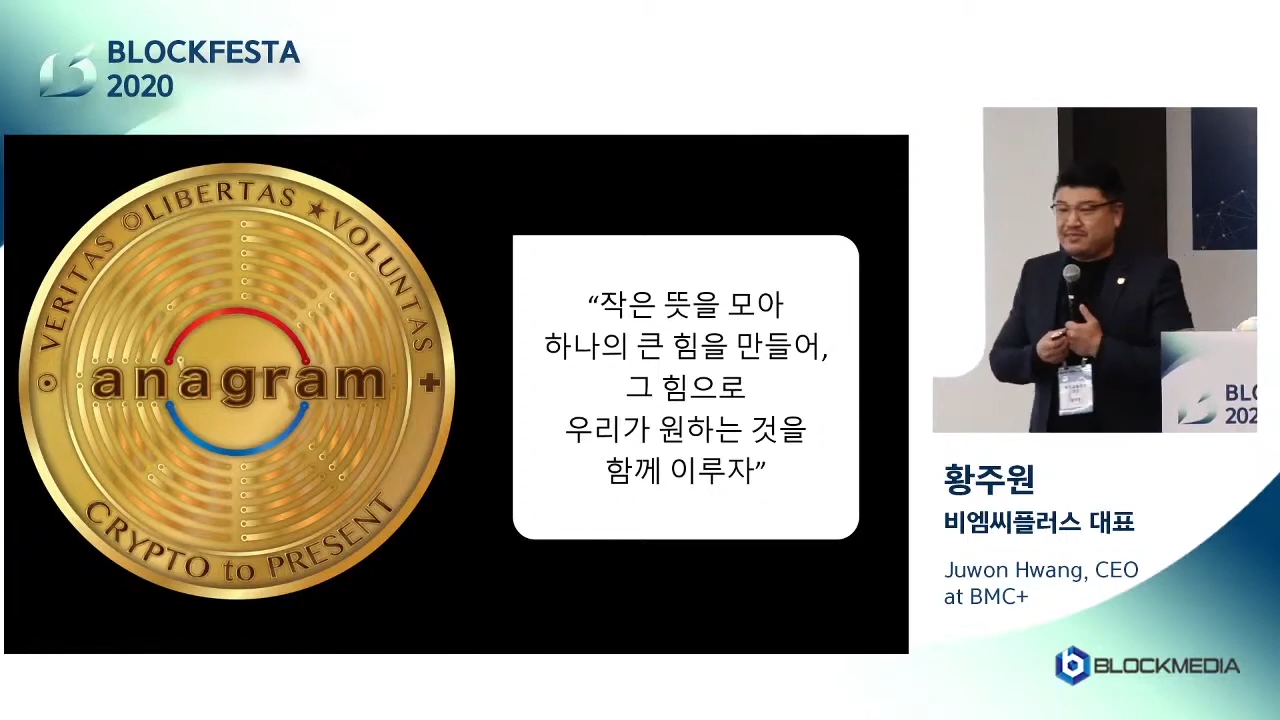 BLOCKFESTA
2020
VERITAS ◎LIBERTAS ★VOLUNTAS
anagram
CRYPTO to PRESENT
“작은 뜻을 모아
하나의 큰 힘을 만들어,
그 힘으로
우리가 원하는 것을
함께 이루자”
BLO
202
황주원
비엠씨플러스 대표
Juwon Hwang, CEO
at BMC+
BLOCKMEDIA